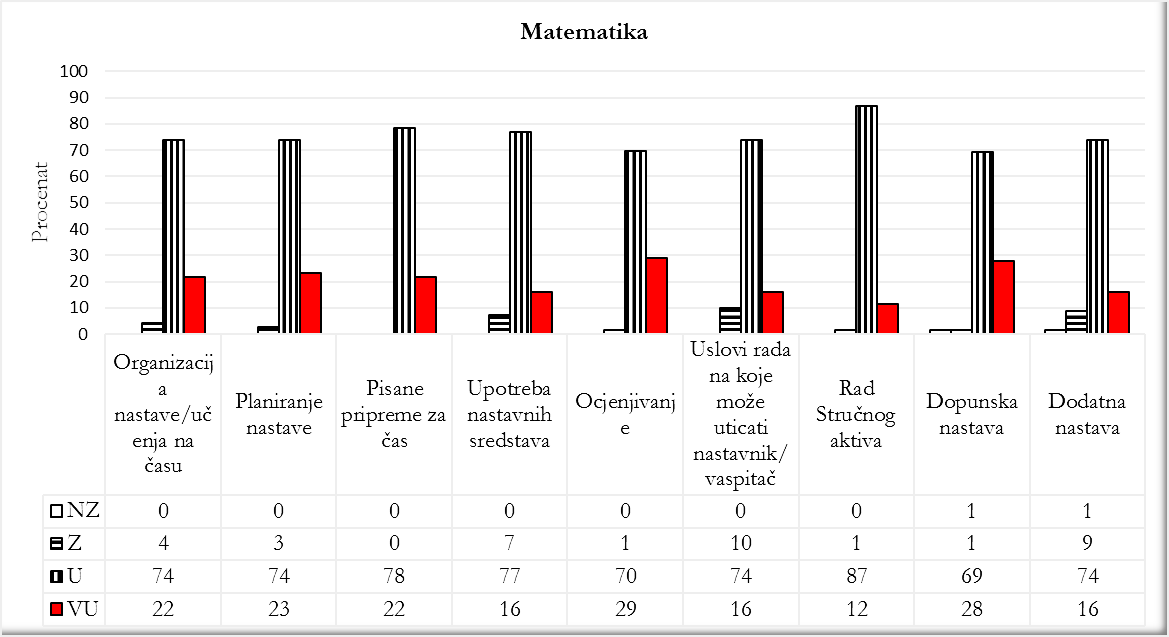 Matematika
Procenat
100
90
80
70
60
50
40
30
20
10
0
Organizacij
a
nastave/uč
enja na
času
Planiranje
nastave
Pisane
pripreme za
čas
Upotreba
nastavnih
sredstava
Ocjenjivanj
e
Uslovi rada
na koje
može
uticati
nastavnik/
vaspitač
Rad
Stručnog
aktiva
Dopunska
nastava
Dodatna
nastava
NZ 0 0 0 0 0 0 0 1 1
Z 4 3 0 7 1 10 1 1 9
U 74 74 78 77 70 74 87 69 74
VU 22 23 22 16 29 16 12 28 16